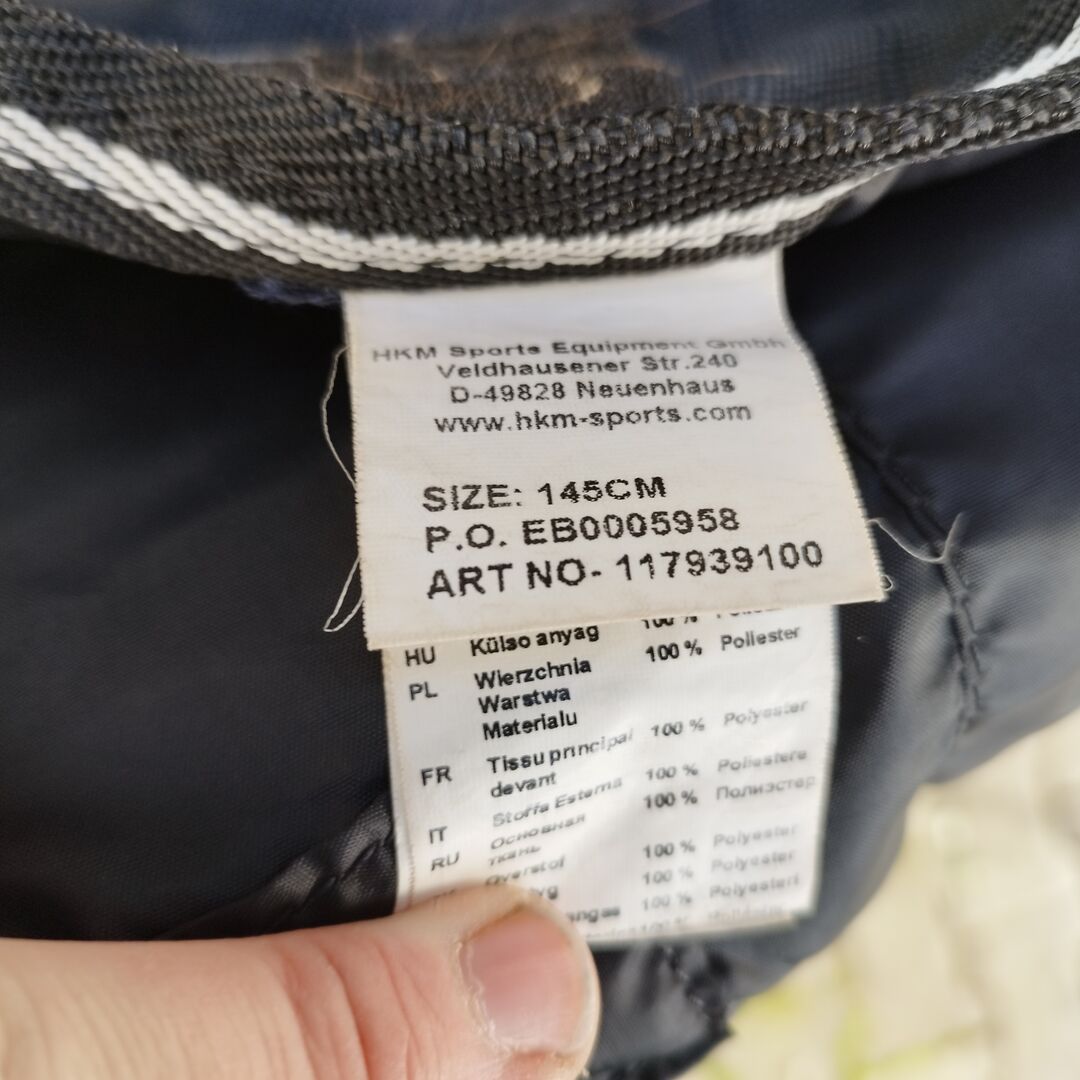 HKM Sports Equipment GmbH
Veldhausener Str.240
D-49828 Neuenhaus
www.hkm-sports.com
SIZE: 145CM
P.O. EB0005958
ART NO- 117939100
100 %
HU Külso anyag 100 % Poliester
PL Wierzchnia
Warstwa
Materialu 100 % Polyester
FR Tissu principal
devant 100 % Poliestere
IT Stoffa Esterna 100 % Полиэстер
RU Основная
ткань 100 % Polyester
Overstof 100 % Polyester
100 % Polyesteri